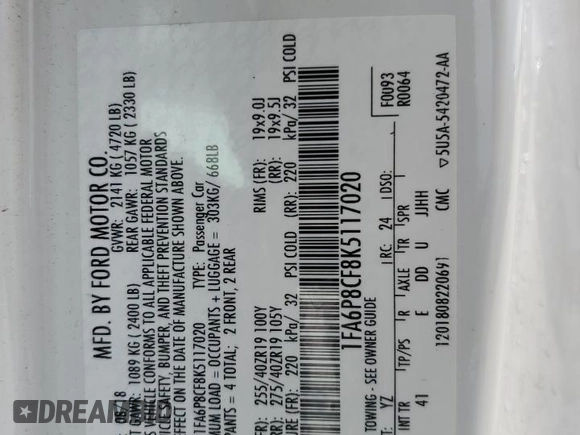 MFD. BY FORD MOTOR CO.
GVWR: 2141 KG ( 4720 LB)
1089 KG ( 2400 LB) REAR GAWR: 1057 KG ( 2330 LB)
VEHICLE CONFORMS TO ALL APPLICABLE FEDERAL MOTOR
SAFETY, BUMPER, AND THEFT PREVENTION STANDARDS
EFFECT ON THE DATE OF MANUFACTURE SHOWN ABOVE.
1FA6P8CF8K5117020 TYPE: Passenger Car
LOAD = OCCUPANTS + LUGGAGE = 303KG/ 668LB
= 4 TOTAL; 2 FRONT, 2 REAR
255/40ZR19 100Y RIMS (FR): 19x9.0J
275/40ZR19 105Y (RR): 19x9.5J
(FR): 220 kPa/ 32 PSI COLD (RR): 220 kPa/ 32 PSI COLD
1FA6P8CF8K5117020
TOWING - SEE OWNER GUIDE
F0093
R0064
YZ RC: 24 DSO:
INT TR TP/PS R AXLE TR SPR
41 E DD U JJHH
1201808220691 CMC ▽5U5A-5420472-AA
DREAMBID